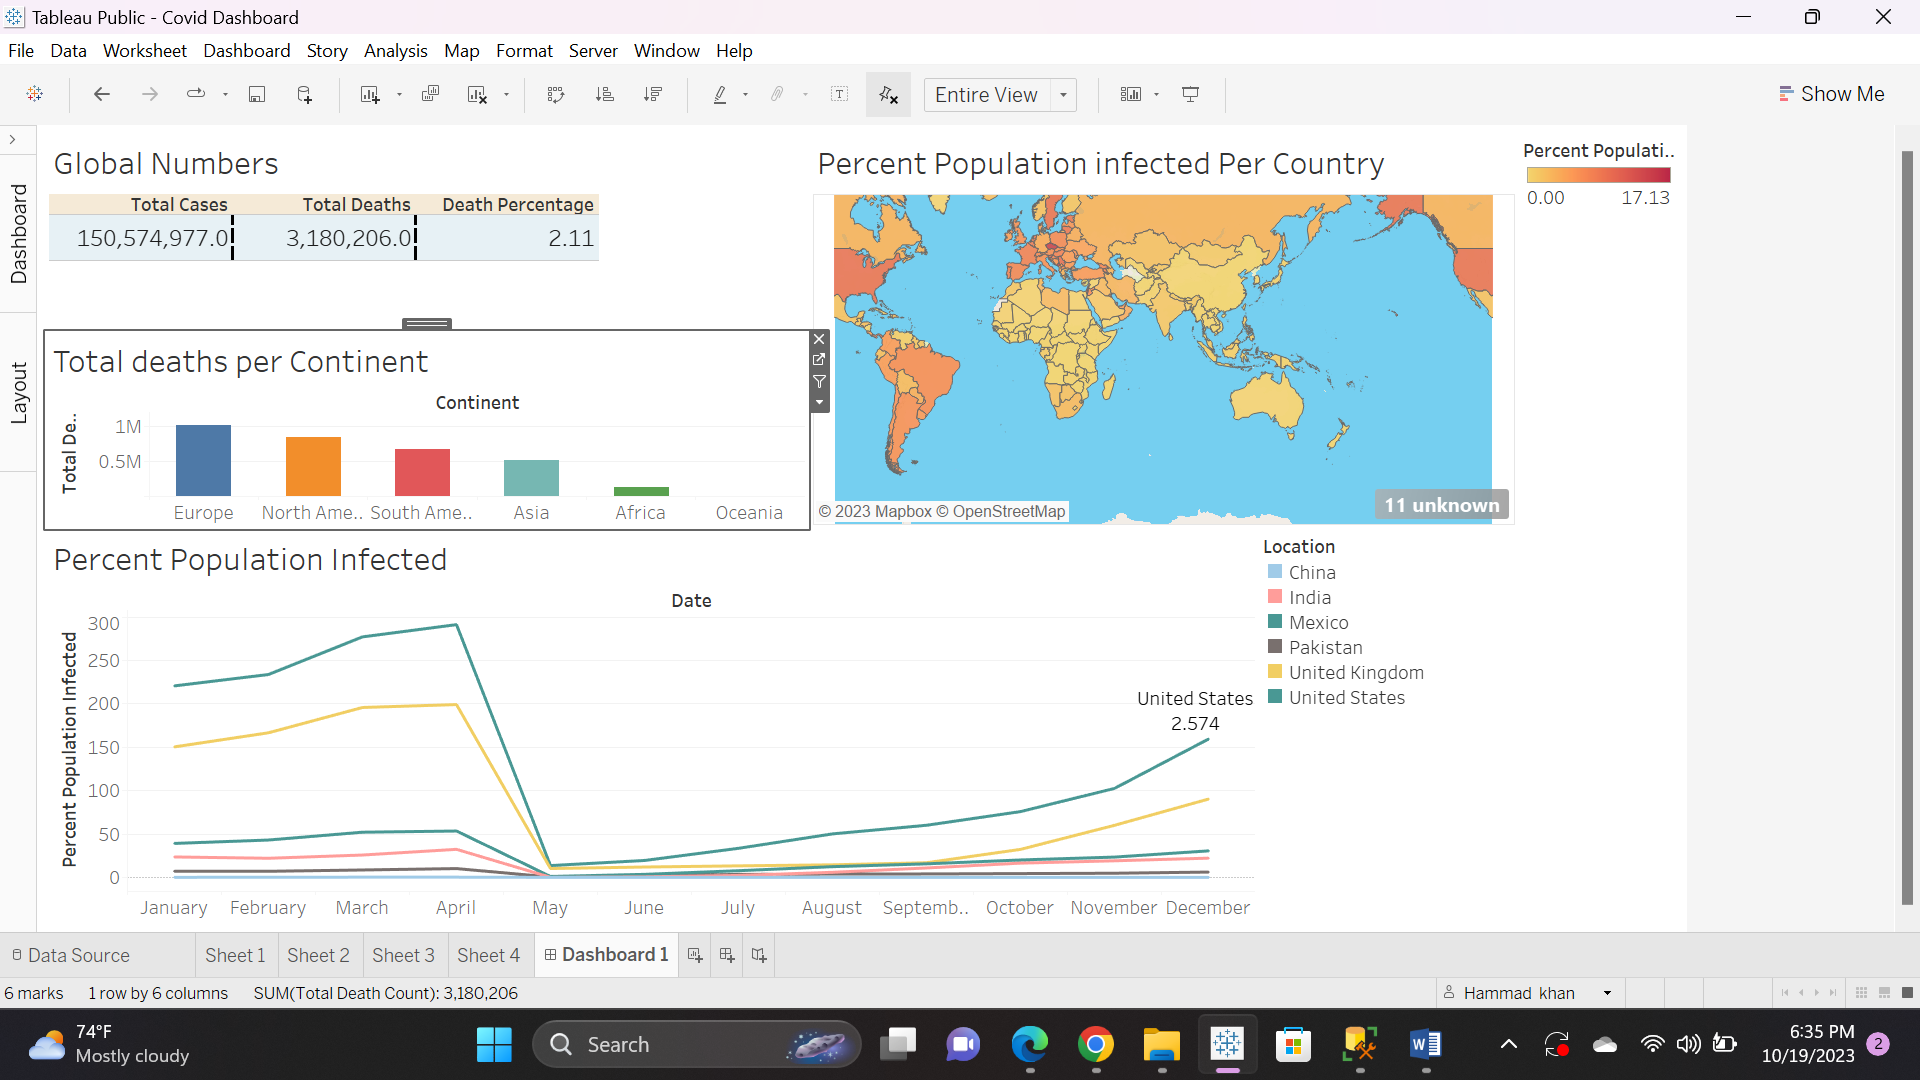 Tableau Public - Covid Dashboard
File Data Worksheet Dashboard Story Analysis Map Format Server Window Help
Entire View
Show Me
Dashboard
Layout
Global Numbers
Total Cases Total Deaths Death Percentage
150,574,977.0 3,180,206.0 2.11
Percent Population infected Per Country
© 2023 Mapbox © OpenStreetMap
11 unknown
Percent Populati..
0.00 17.13
Total deaths per Continent
Continent
Total De..
1M
0.5M
Europe North Ame.. South Ame.. Asia Africa Oceania
Percent Population Infected
Date
Percent Population Infected
300
250
200
150
100
50
0
United States
2.574
January February March April May June July August Septemb.. October November December
Location
China
India
Mexico
Pakistan
United Kingdom
United States
Data Source Sheet 1 Sheet 2 Sheet 3 Sheet 4 Dashboard 1
6 marks 1 row by 6 columns SUM(Total Death Count): 3,180,206
Hammad khan
74°F
Mostly cloudy
Search
W
6:35 PM
10/19/2023
2